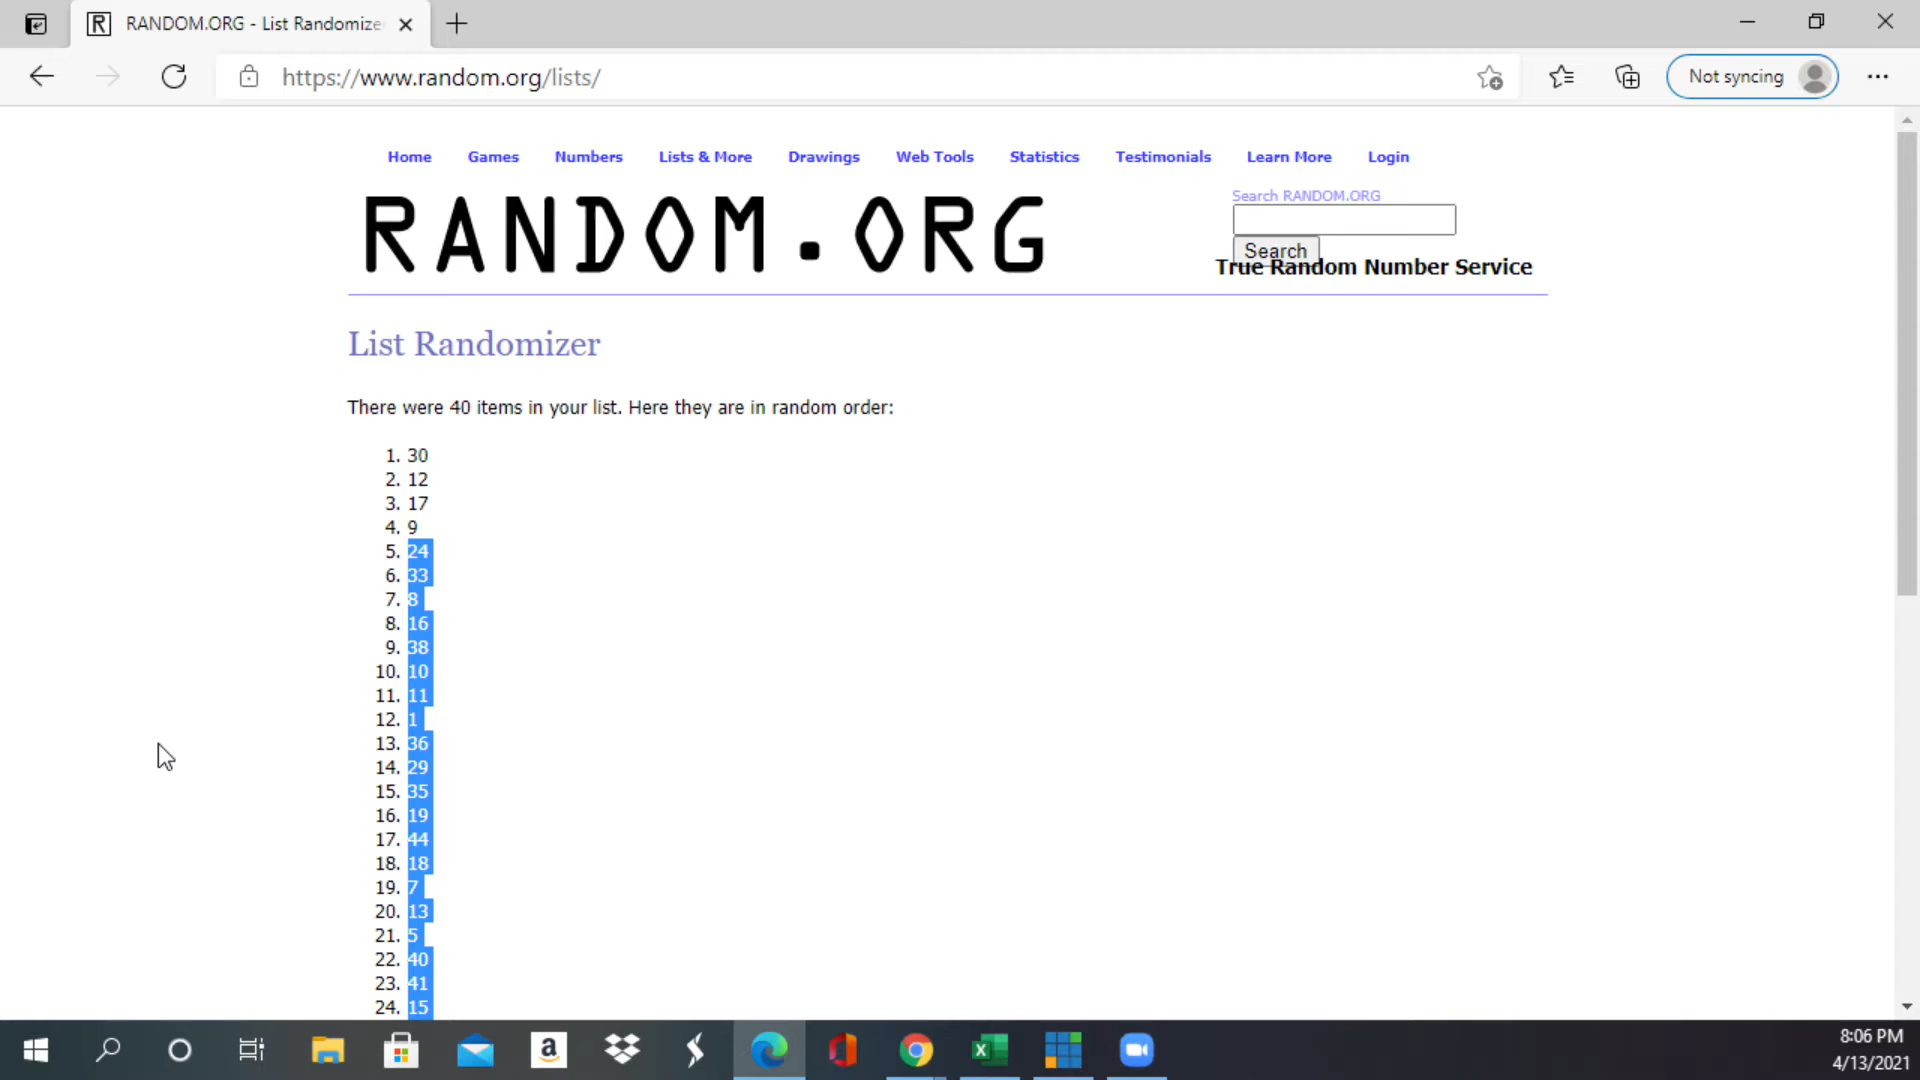 RANDOM.ORG - List Randomize
https://www.random.org/lists/
Not syncing
Home Games Numbers Lists & More Drawings Web Tools Statistics Testimonials Learn More Login
RANDOM.ORG
Search RANDOM.ORG
Search
True Random Number Service
List Randomizer
There were 40 items in your list. Here they are in random order:
1. 30
2. 12
3. 17
4. 9
5. 24
6. 33
7. 8
8. 16
9. 38
10. 10
11. 11
12. 1
13. 36
14. 29
15. 35
16. 19
17. 44
18. 18
19. 7
20. 13
21. 5
22. 40
23. 41
24. 15
8:06 PM
4/13/2021